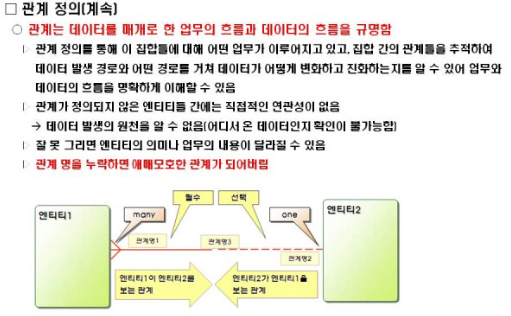 □ 관계 정의(계속)
○ 관계는 데이터를 매개로 한 업무의 흐름과 데이터의 흐름을 규명함
▷ 관계 정의를 통해 이 집합들에 대해 어떤 업무가 이루어지고 있고, 집합 간의 관계들을 추적하여
데이터 발생 경로와 어떤 경로를 거쳐 데이터가 어떻게 변화하고 진화하는지를 알 수 있어 업무와
데이터의 흐름을 명확하게 이해할 수 있음
▷ 관계가 정의되지 않은 엔티티들 간에는 직접적인 연관성이 없음
→ 데이터 발생의 원천을 알 수 없음(어디서 온 데이터인지 확인이 불가능함)
▷ 잘 못 그리면 엔티티의 의미나 업무의 내용이 달라질 수 있음
▷ 관계 명을 누락하면 애매모호한 관계가 되어버림
필수 선택
엔티티1 many one 엔티티2
관계명1 관계명3
관계명2
엔티티1이 엔티티2를 엔티티2가 엔티티1을
보는 관계 보는 관계